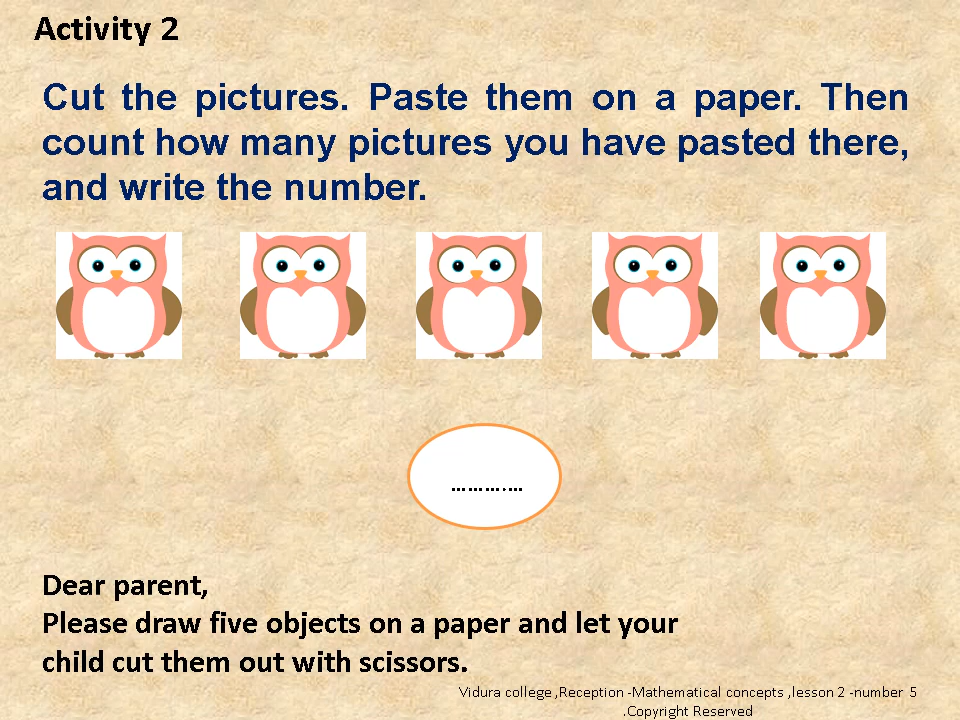 Activity 2
Cut the pictures. Paste them on a paper. Then
count how many pictures you have pasted there,
and write the number.
……….…
Dear parent,
Please draw five objects on a paper and let your
child cut them out with scissors.
Vidura college ,Reception -Mathematical concepts ,lesson 2 -number 5
.Copyright Reserved